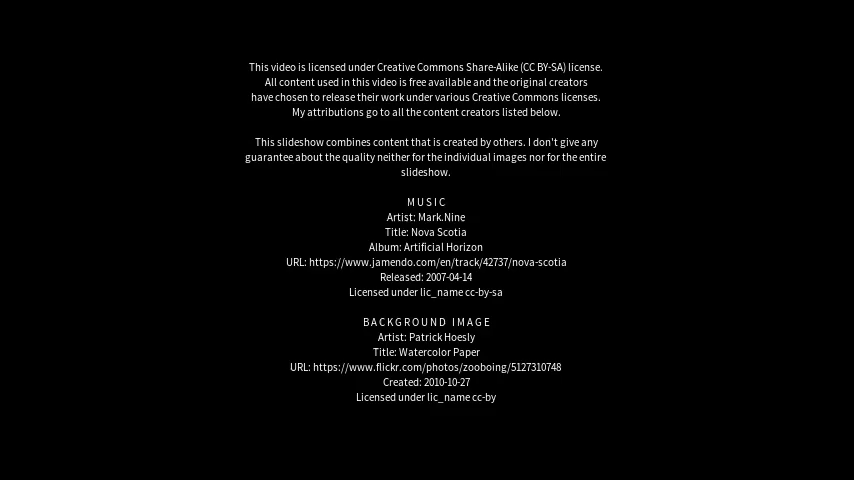 This video is licensed under Creative Commons Share-Alike (CC BY-SA) license.
All content used in this video is free available and the original creators
have chosen to release their work under various Creative Commons licenses.
My attributions go to all the content creators listed below.
This slideshow combines content that is created by others. I don't give any
guarantee about the quality neither for the individual images nor for the entire
slideshow.
MUSIC
Artist: Mark.Nine
Title: Nova Scotia
Album: Artificial Horizon
URL: https://www.jamendo.com/en/track/42737/nova-scotia
Released: 2007-04-14
Licensed under lic_name cc-by-sa
BACKGROUND IMAGE
Artist: Patrick Hoesly
Title: Watercolor Paper
URL: https://www.flickr.com/photos/zooboing/5127310748
Created: 2010-10-27
Licensed under lic_name cc-by